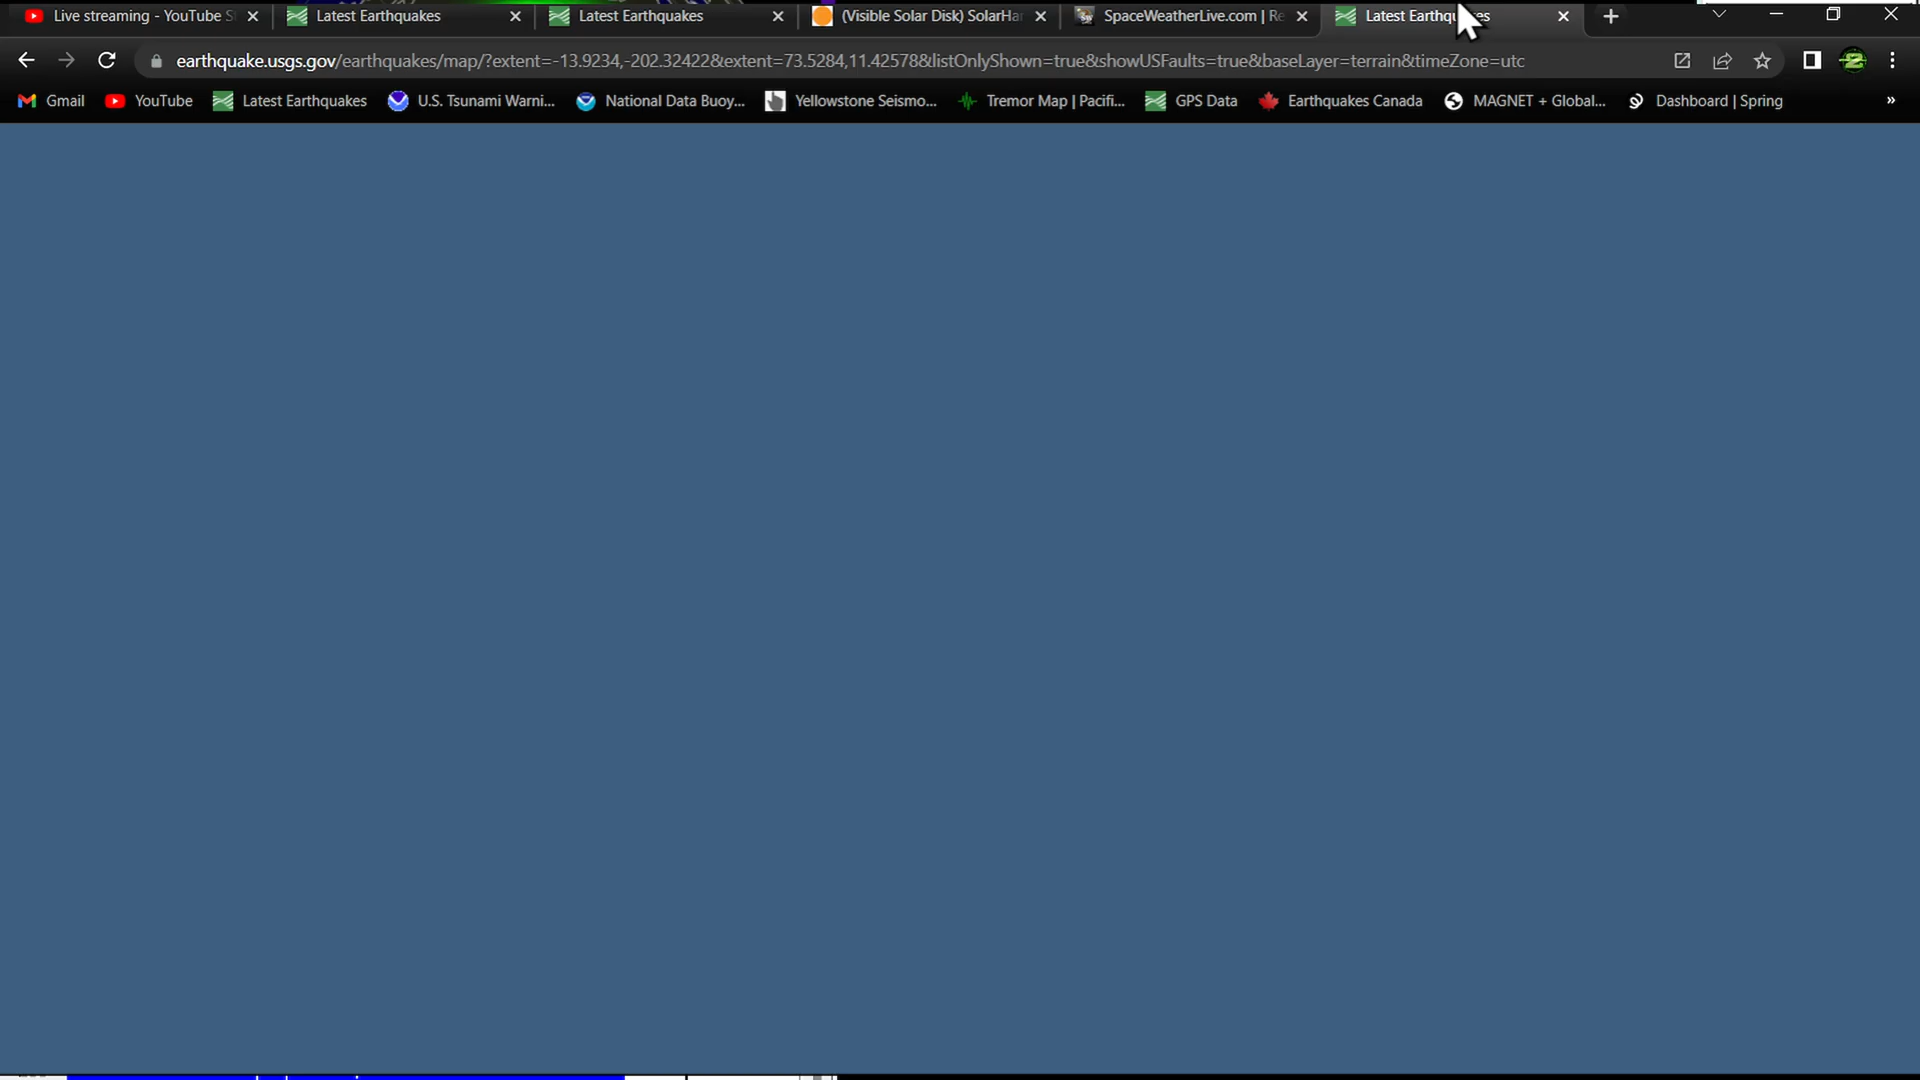 Live streaming - YouTube S
Latest Earthquakes
Latest Earthquakes
(Visible Solar Disk) SolarHa
SpaceWeatherLive.com | Re
Latest Earthquakes
earthquake.usgs.gov/earthquakes/map/?extent=-13.9234,-202.32422&extent=73.5284,11.42578&listOnlyShown=true&showUSFaults=true&baseLayer=terrain&timeZone=utc
Gmail
YouTube
Latest Earthquakes
U.S. Tsunami Warni...
National Data Buoy...
Yellowstone Seismo...
Tremor Map | Pacifi...
GPS Data
Earthquakes Canada
MAGNET + Global...
Dashboard | Spring
»